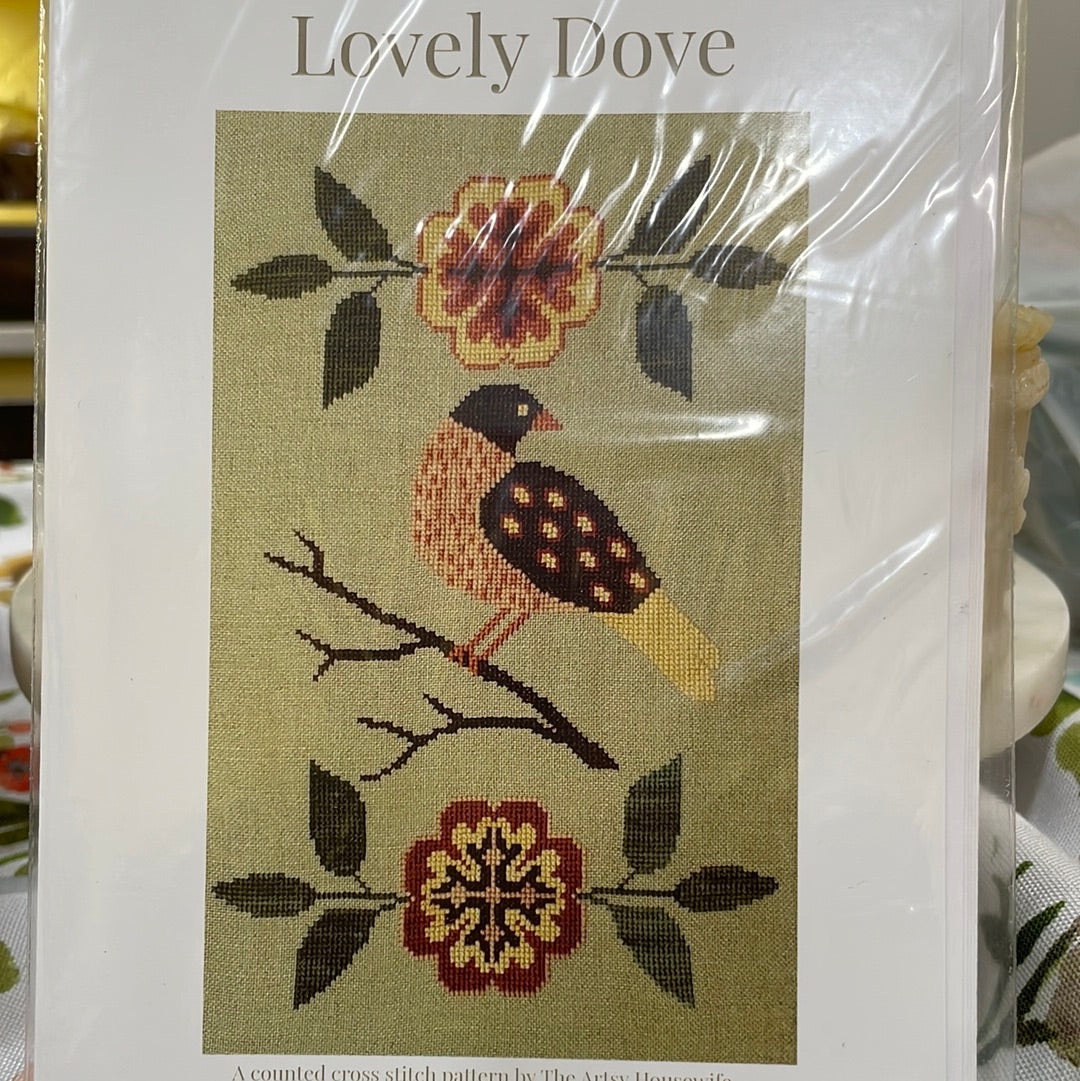 Lovely Dove
A counted cross stitch pattern by The Artsy Housewife